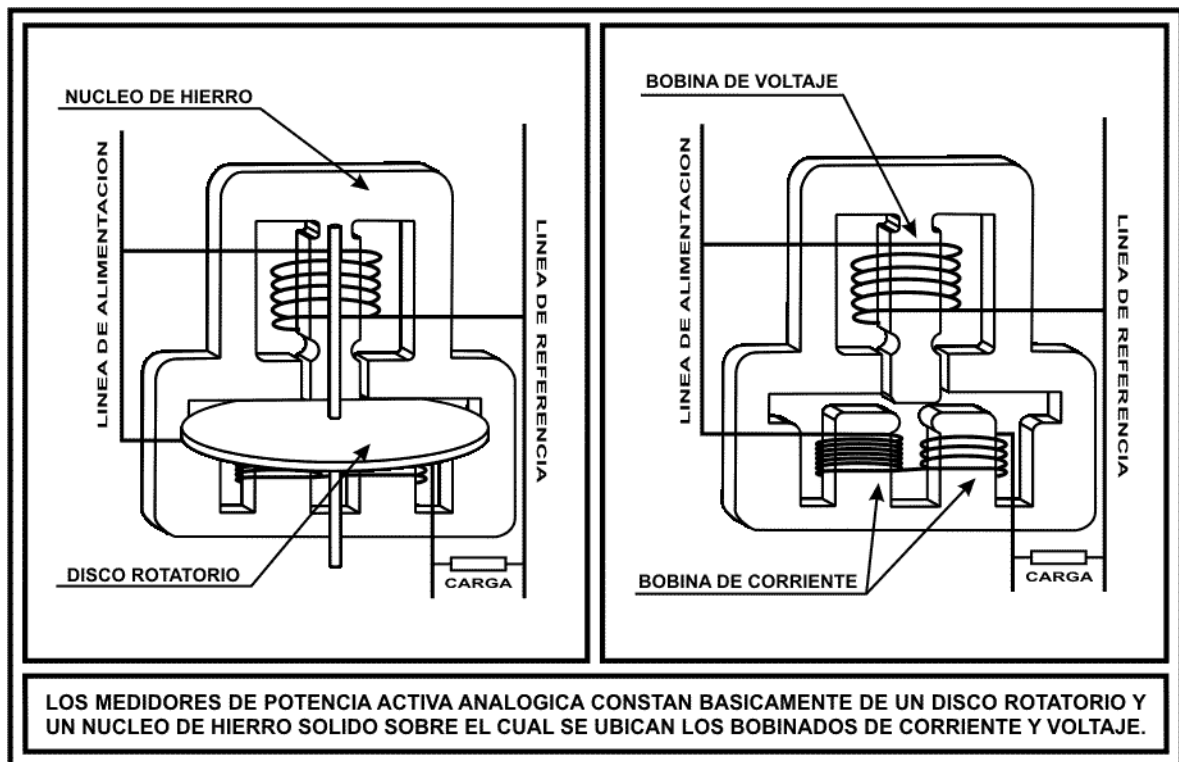 NUCLEO DE HIERRO
LINEA DE ALIMENTACION
LINEA DE REFERENCIA
DISCO ROTATORIO
CARGA
BOBINA DE VOLTAJE
LINEA DE ALIMENTACION
LINEA DE REFERENCIA
BOBINA DE CORRIENTE
CARGA
LOS MEDIDORES DE POTENCIA ACTIVA ANALOGICA CONSTAN BASICAMENTE DE UN DISCO ROTATORIO Y
UN NUCLEO DE HIERRO SOLIDO SOBRE EL CUAL SE UBICAN LOS BOBINADOS DE CORRIENTE Y VOLTAJE.